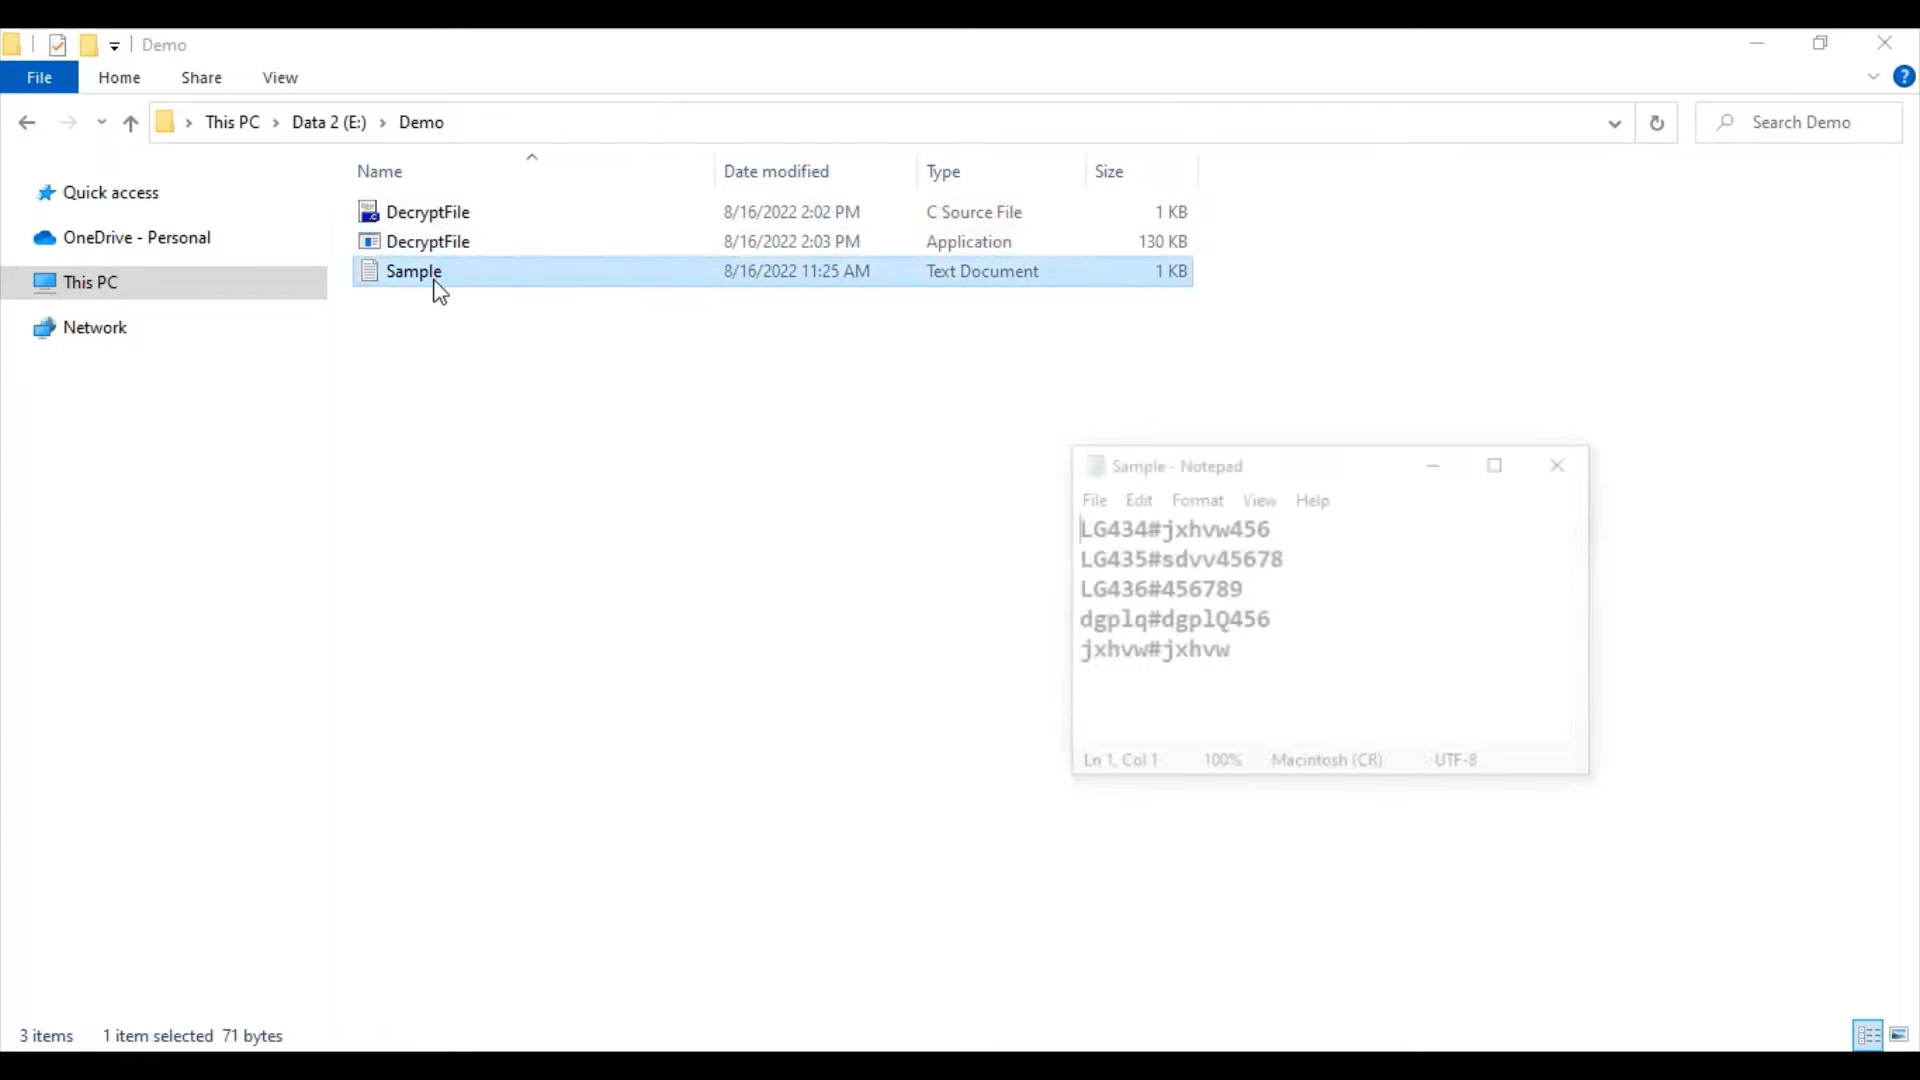 Demo
File Home Share View
This PC Data 2 (E:) Demo
Search Demo
Name Date modified Type Size
Quick access
OneDrive - Personal
This PC
Network
DecryptFile 8/16/2022 2:02 PM C Source File 1 KB
DecryptFile 8/16/2022 2:03 PM Application 130 KB
Sample 8/16/2022 11:25 AM Text Document 1 KB
Sample - Notepad
File Edit Format View Help
LG434#jxhvw456
LG435#sdvv45678
LG436#456789
dgplq#dgplQ456
jxhvw#jxhvw
Ln 1, Col 1 100% Macintosh (CR) UTF-8
3 items 1 item selected 71 bytes